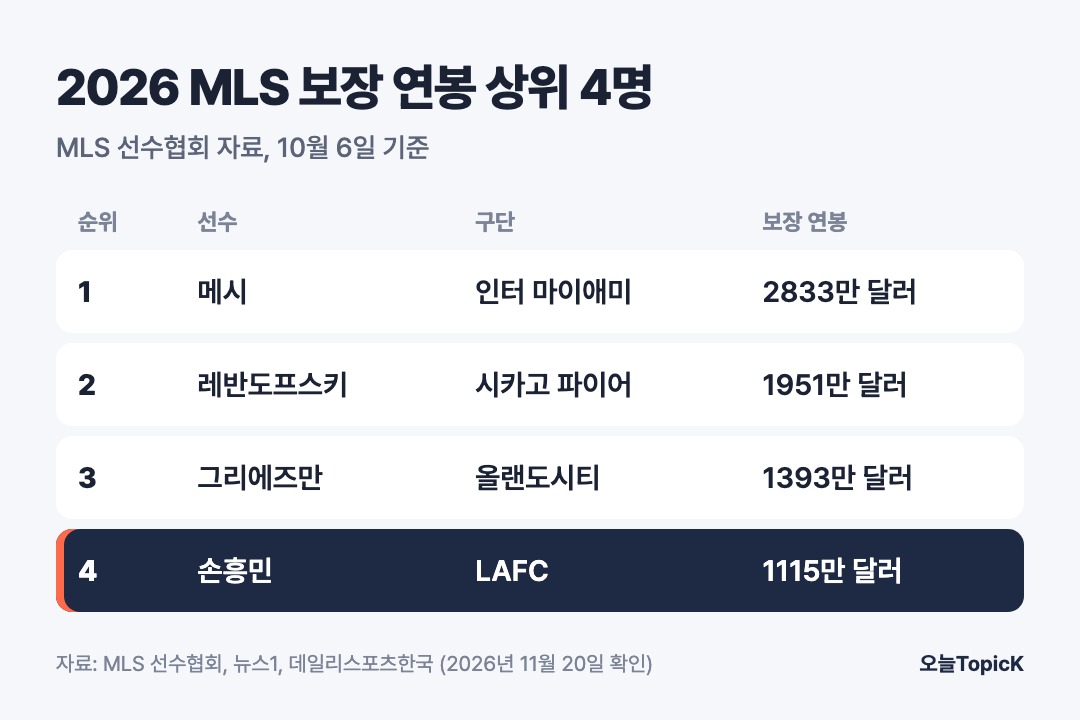 2026 MLS 보장 연봉 상위 4명
MLS 선수협회 자료, 10월 6일 기준
순위 선수 구단 보장 연봉
1 메시 인터 마이애미 2833만 달러
2 레반도프스키 시카고 파이어 1951만 달러
3 그리에즈만 올랜도시티 1393만 달러
4 손흥민 LAFC 1115만 달러
자료: MLS 선수협회, 뉴스1, 데일리스포츠한국 (2026년 11월 20일 확인)
오늘TopicK